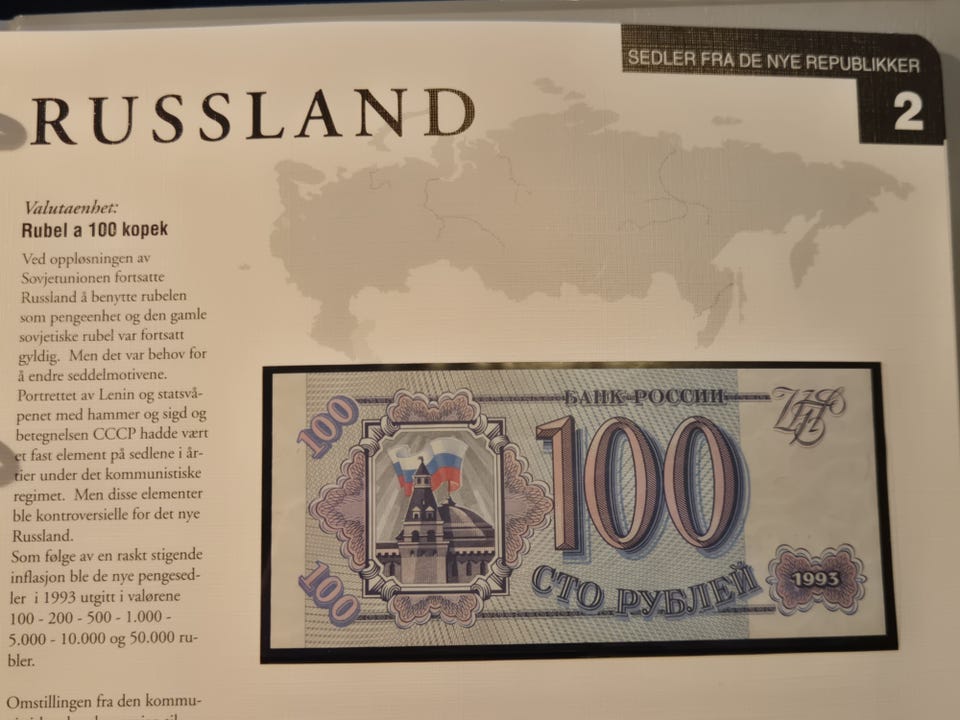 SEDLER FRA DE NYE REPUBLIKKER
2
RUSSLAND
Valutaenhet:
Rubel a 100 kopek
Ved oppløsningen av
Sovjetunionen fortsatte
Russland å benytte rubelen
som pengeenhet og den gamle
sovjetiske rubel var fortsatt
gyldig. Men det var behov for
å endre seddelmotivene.
Portrettet av Lenin og statsvå-
penet med hammer og sigd og
betegnelsen CCCP hadde vært
et fast element på sedlene i år-
tier under det kommunistiske
regimet. Men disse elementer
ble kontroversielle for det nye
Russland.
Som følge av en raskt stigende
inflasjon ble de nye pengesed-
ler i 1993 utgitt i valørene
100 - 200 - 500 - 1.000 -
5.000 - 10.000 og 50.000 ru-
bler.
Omstillingen fra den kommu-
БАНК РОССИИ
100
100
СТО РУБЛЕЙ
100
1993